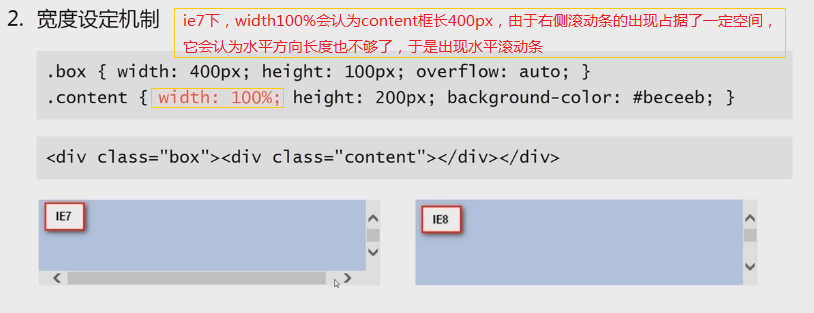 2. 宽度设定机制
ie7下，width100%会认为content框长400px，由于右侧滚动条的出现占据了一定空间，
它会认为水平方向长度也不够了，于是出现水平滚动条
.box { width: 400px; height: 100px; overflow: auto; }
.content { width: 100%; height: 200px; background-color: #beceeb; }
<div class="box"><div class="content"></div></div>
IE7
IE8